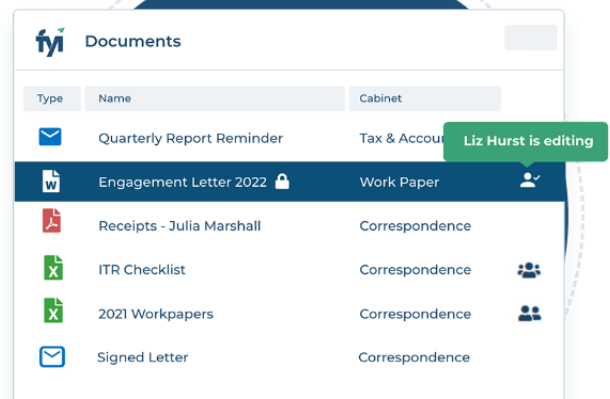 fyi Documents
Type Name Cabinet
Quarterly Report Reminder Tax &
Liz Hurst is editing
Engagement Letter 2022 Work Paper
Receipts - Julia Marshall Correspondence
ITR Checklist Correspondence
2021 Workpapers Correspondence
Signed Letter Correspondence